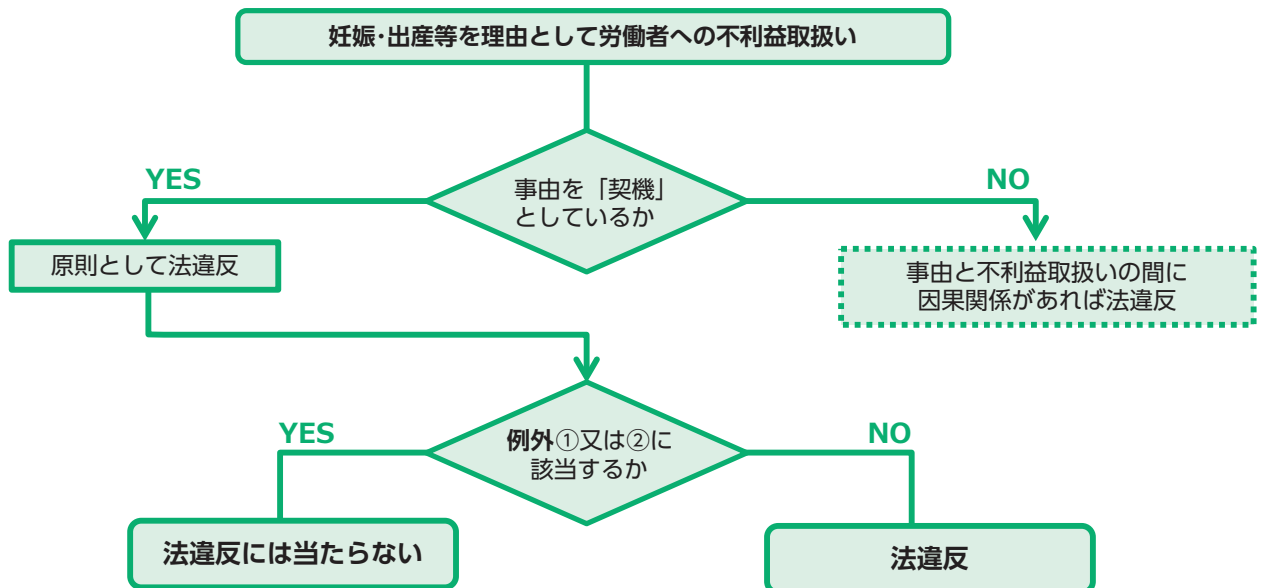 妊娠・出産等を理由として労働者への不利益取扱い
YES
事由を「契機」
としているか
NO
原則として法違反
事由と不利益取扱いの間に
因果関係があれば法違反
YES
例外①又は②に
該当するか
NO
法違反には当たらない
法違反